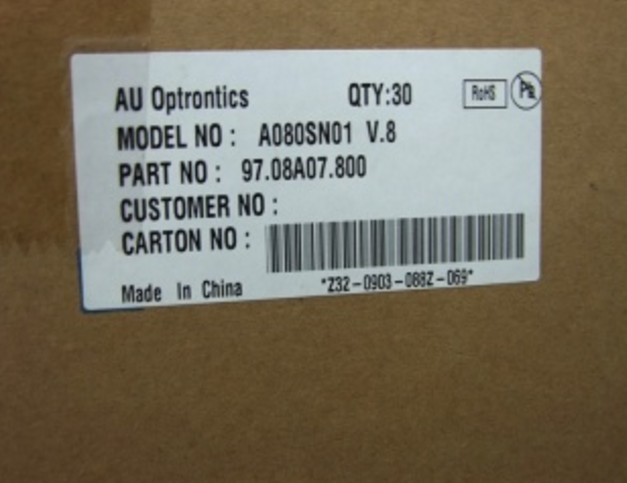 AU Optrontics QTY:30 RoHS Pb
MODEL NO : A080SN01 V.8
PART NO : 97.08A07.800
CUSTOMER NO :
CARTON NO :
Made In China *Z32-0903-088Z-069*